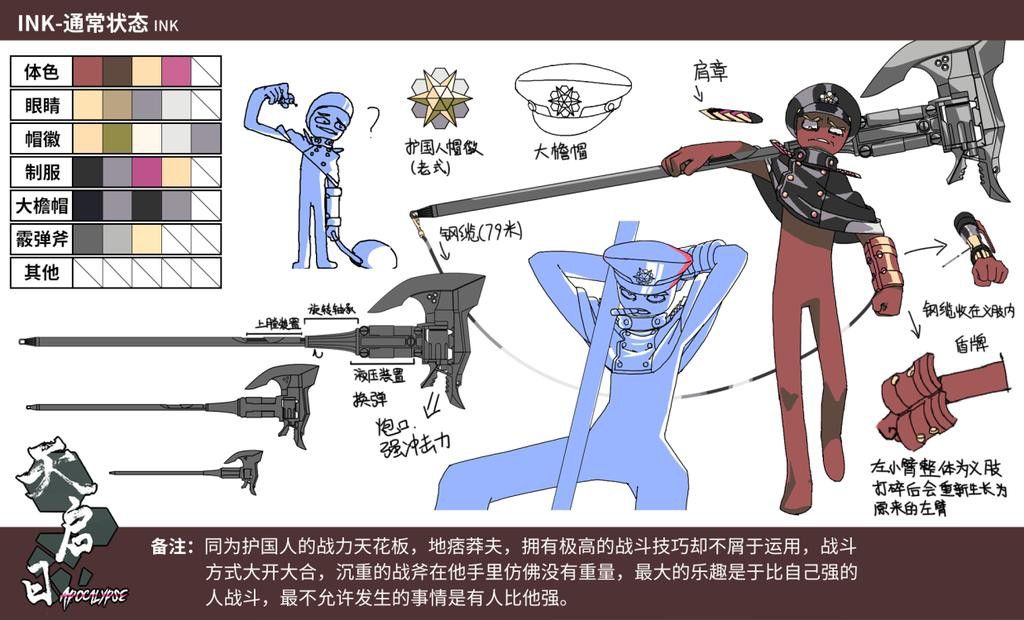 INK-通常状态 INK
体色
眼睛
帽徽
制服
大檐帽
霰弹斧
其他
?
护国人帽徽
(老式)
大檐帽
肩章
钢缆(79米)
上膛装置
旋转轴承
液压装置
换弹
炮口
强冲击力
钢缆收在义肢内
盾牌
左小臂整体为义肢
打碎后会重新生长为
原来的左臂
天启日
APOCALYPSE
备注：同为护国人的战力天花板，地痞莽夫，拥有极高的战斗技巧却不屑于运用，战斗
方式大开大合，沉重的战斧在他手里仿佛没有重量，最大的乐趣是于比自己强的
人战斗，最不允许发生的事情是有人比他强。